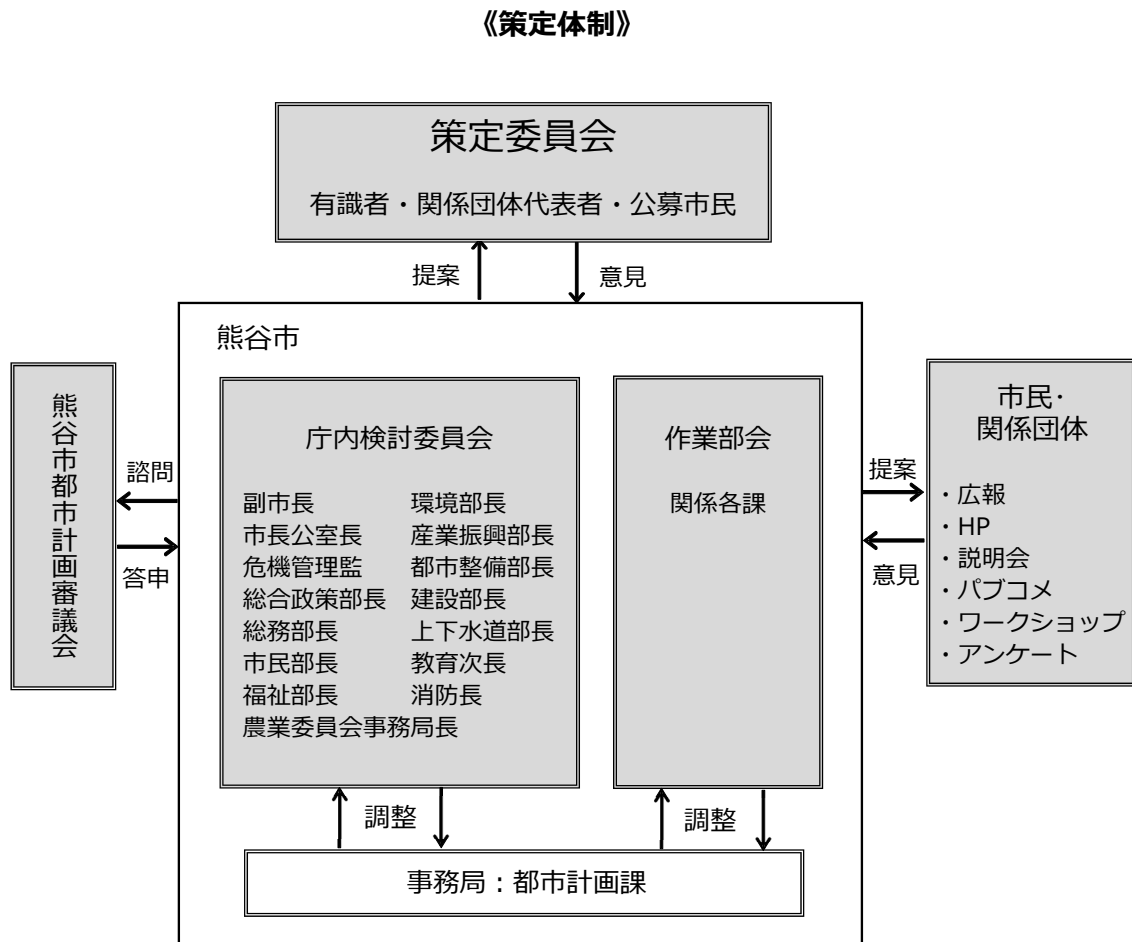 《策定体制》
策定委員会
有識者・関係団体代表者・公募市民
提案
意見
熊谷市
熊谷市都市計画審議会
諮問
答申
庁内検討委員会
副市長 環境部長
市長公室長 産業振興部長
危機管理監 都市整備部長
総合政策部長 建設部長
総務部長 上下水道部長
市民部長 教育次長
福祉部長 消防長
農業委員会事務局長
作業部会
関係各課
提案
意見
市民・
関係団体
・広報
・HP
・説明会
・パブコメ
・ワークショップ
・アンケート
調整
調整
事務局：都市計画課